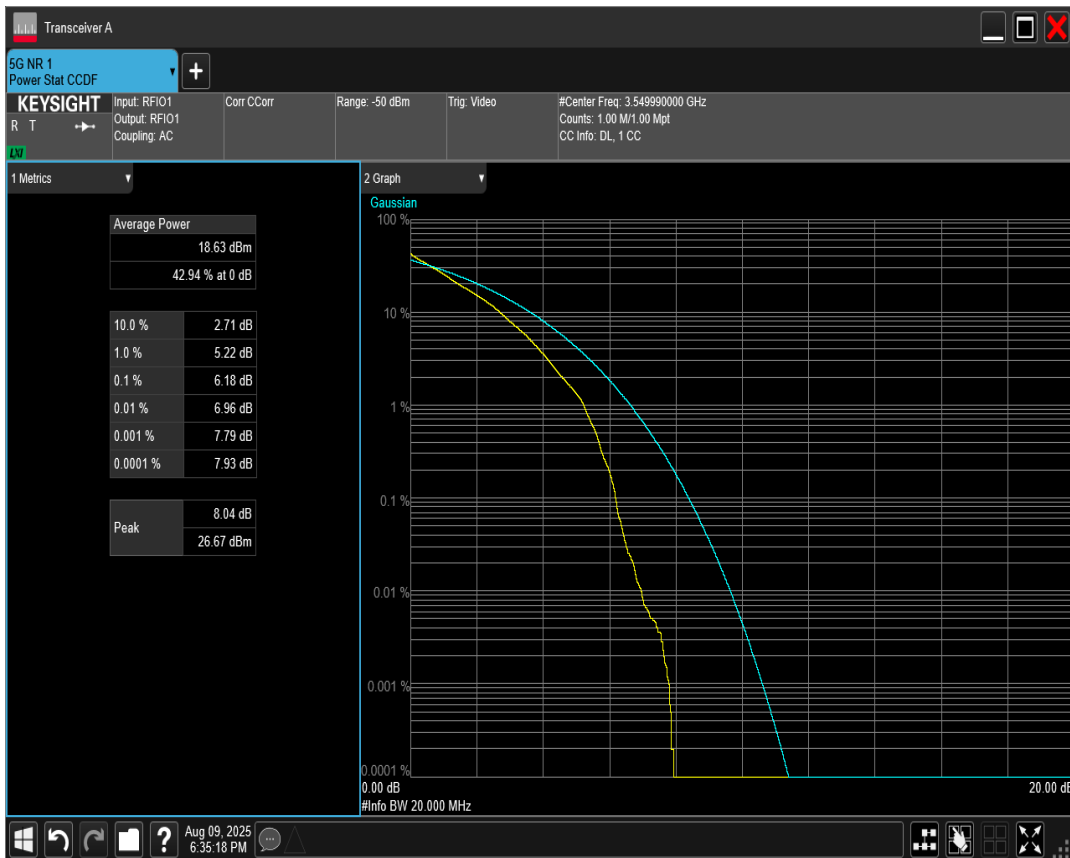 Transceiver A
5G NR 1
Power Stat CCDF
KEYSIGHT
R T
LXI
Input: RFIO1
Output: RFIO1
Coupling: AC
Corr CCorr
Range: -50 dBm
Trig: Video
#Center Freq: 3.549990000 GHz
Counts: 1.00 M/1.00 Mpt
CC Info: DL, 1 CC
1 Metrics
Average Power
18.63 dBm
42.94 % at 0 dB
10.0 % 2.71 dB
1.0 % 5.22 dB
0.1 % 6.18 dB
0.01 % 6.96 dB
0.001 % 7.79 dB
0.0001 % 7.93 dB
Peak
8.04 dB
26.67 dBm
2 Graph
Gaussian
100 %
10 %
1 %
0.1 %
0.01 %
0.001 %
0.0001 %
0.00 dB 20.00 dB
#Info BW 20.000 MHz
?
Aug 09, 2025
6:35:18 PM